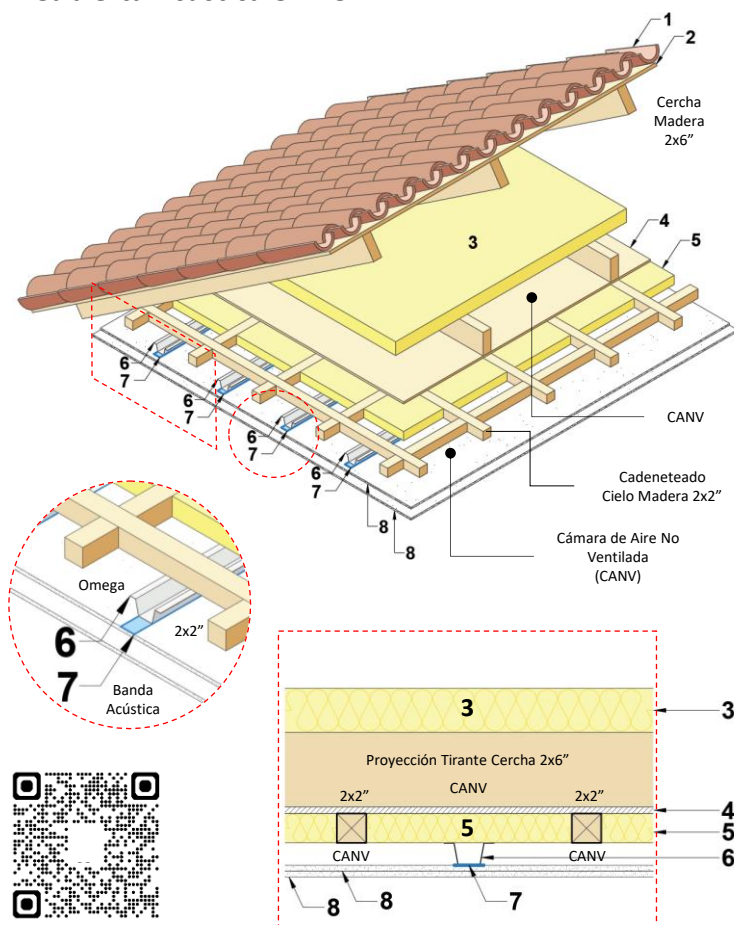 1
2
Cercha
Madera
2x6”
3
4
5
6
7
6
7
6
7
6
7
8
8
CANV
Cadeneteado
Cielo Madera 2x2”
Cámara de Aire No
Ventilada
(CANV)
Omega
6
2x2”
7
Banda
Acústica
3
3
Proyección Tirante Cercha 2x6”
CANV
2x2”
2x2”
4
5
5
CANV
CANV
6
7
8
8